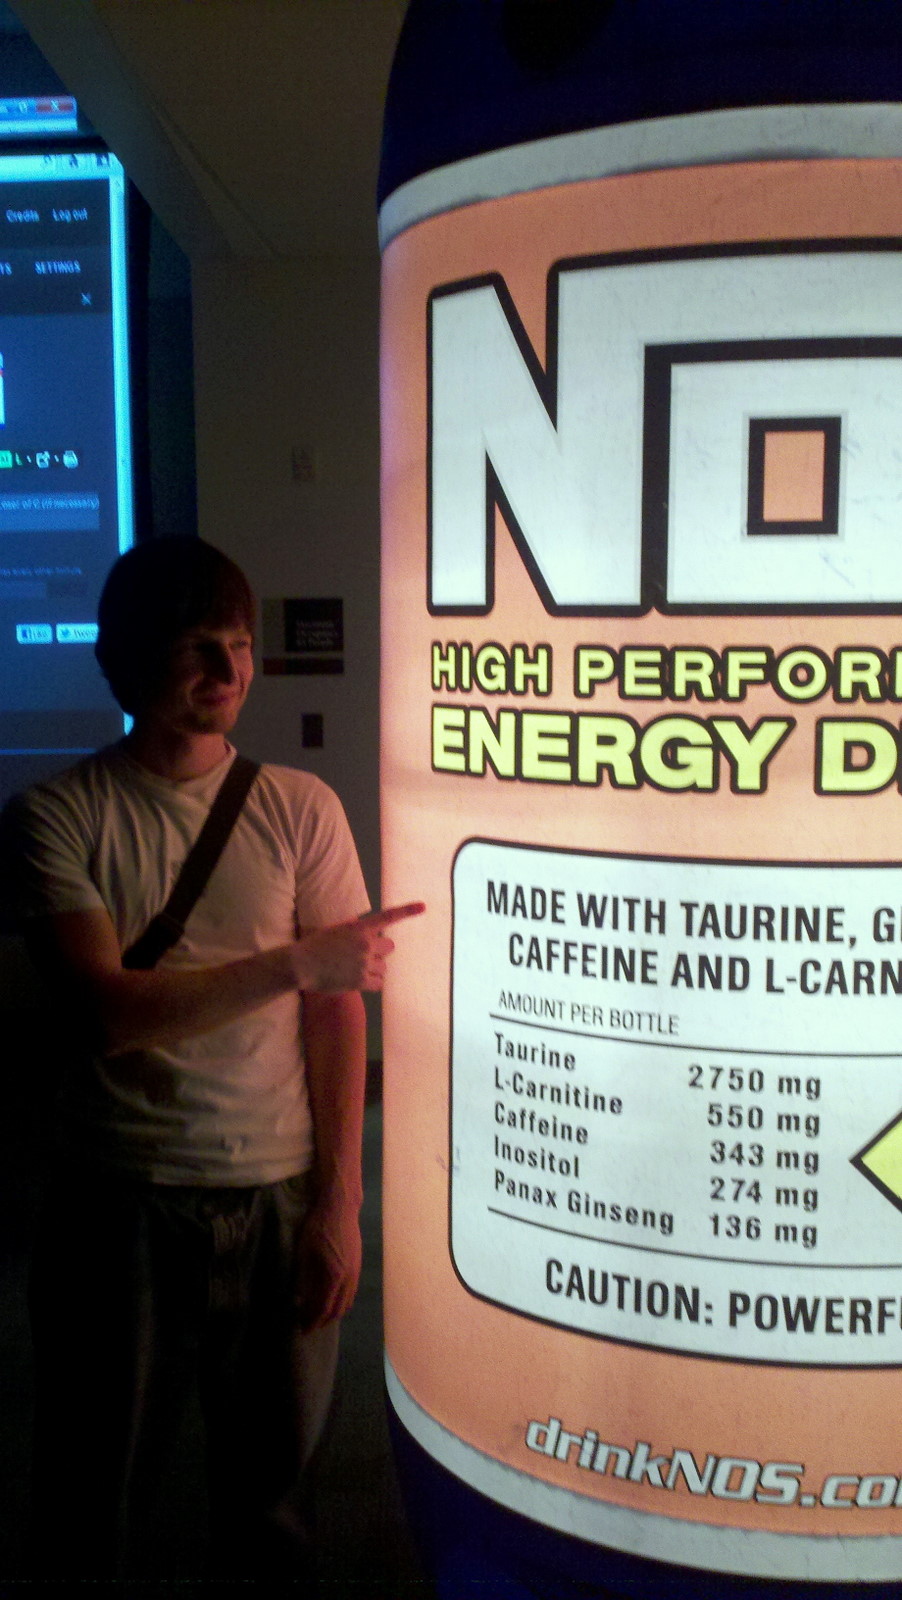 Credits Log out
SETTINGS
NO
HIGH PERFOR
ENERGY D
MADE WITH TAURINE, G
CAFFEINE AND L-CARN
AMOUNT PER BOTTLE
Taurine 2750 mg
L-Carnitine 550 mg
Caffeine 343 mg
Inositol 274 mg
Panax Ginseng 136 mg
CAUTION: POWERFU
drinkNOS.co